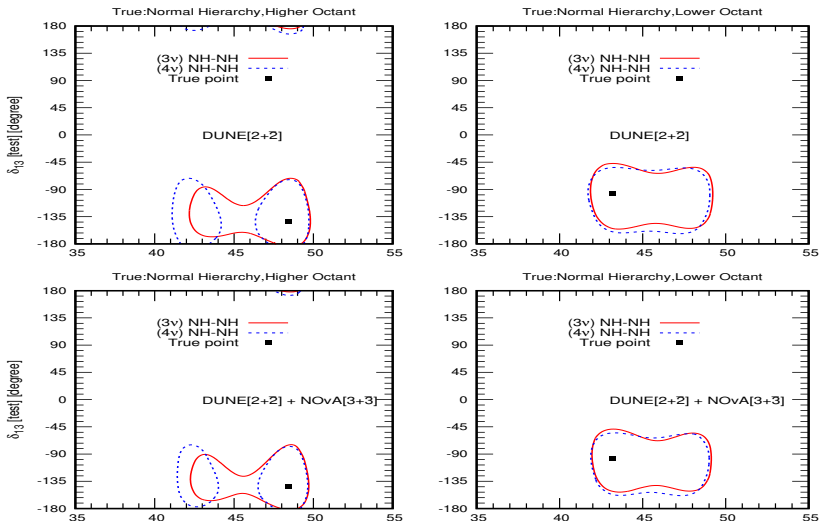 True:Normal Hierarchy,Higher Octant
180
135
90
45
0
-45
-90
-135
-180
δ13 [test] [degree]
(3ν) NH-NH
(4ν) NH-NH
True point
DUNE[2+2̄]
35 40 45 50 55
True:Normal Hierarchy,Lower Octant
180
135
90
45
0
-45
-90
-135
-180
(3ν) NH-NH
(4ν) NH-NH
True point
DUNE[2+2̄]
35 40 45 50 55
True:Normal Hierarchy,Higher Octant
180
135
90
45
0
-45
-90
-135
-180
δ13 [test] [degree]
(3ν) NH-NH
(4ν) NH-NH
True point
DUNE[2+2̄] + NOvA[3+3̄]
35 40 45 50 55
True:Normal Hierarchy,Lower Octant
180
135
90
45
0
-45
-90
-135
-180
(3ν) NH-NH
(4ν) NH-NH
True point
DUNE[2+2̄] + NOvA[3+3̄]
35 40 45 50 55